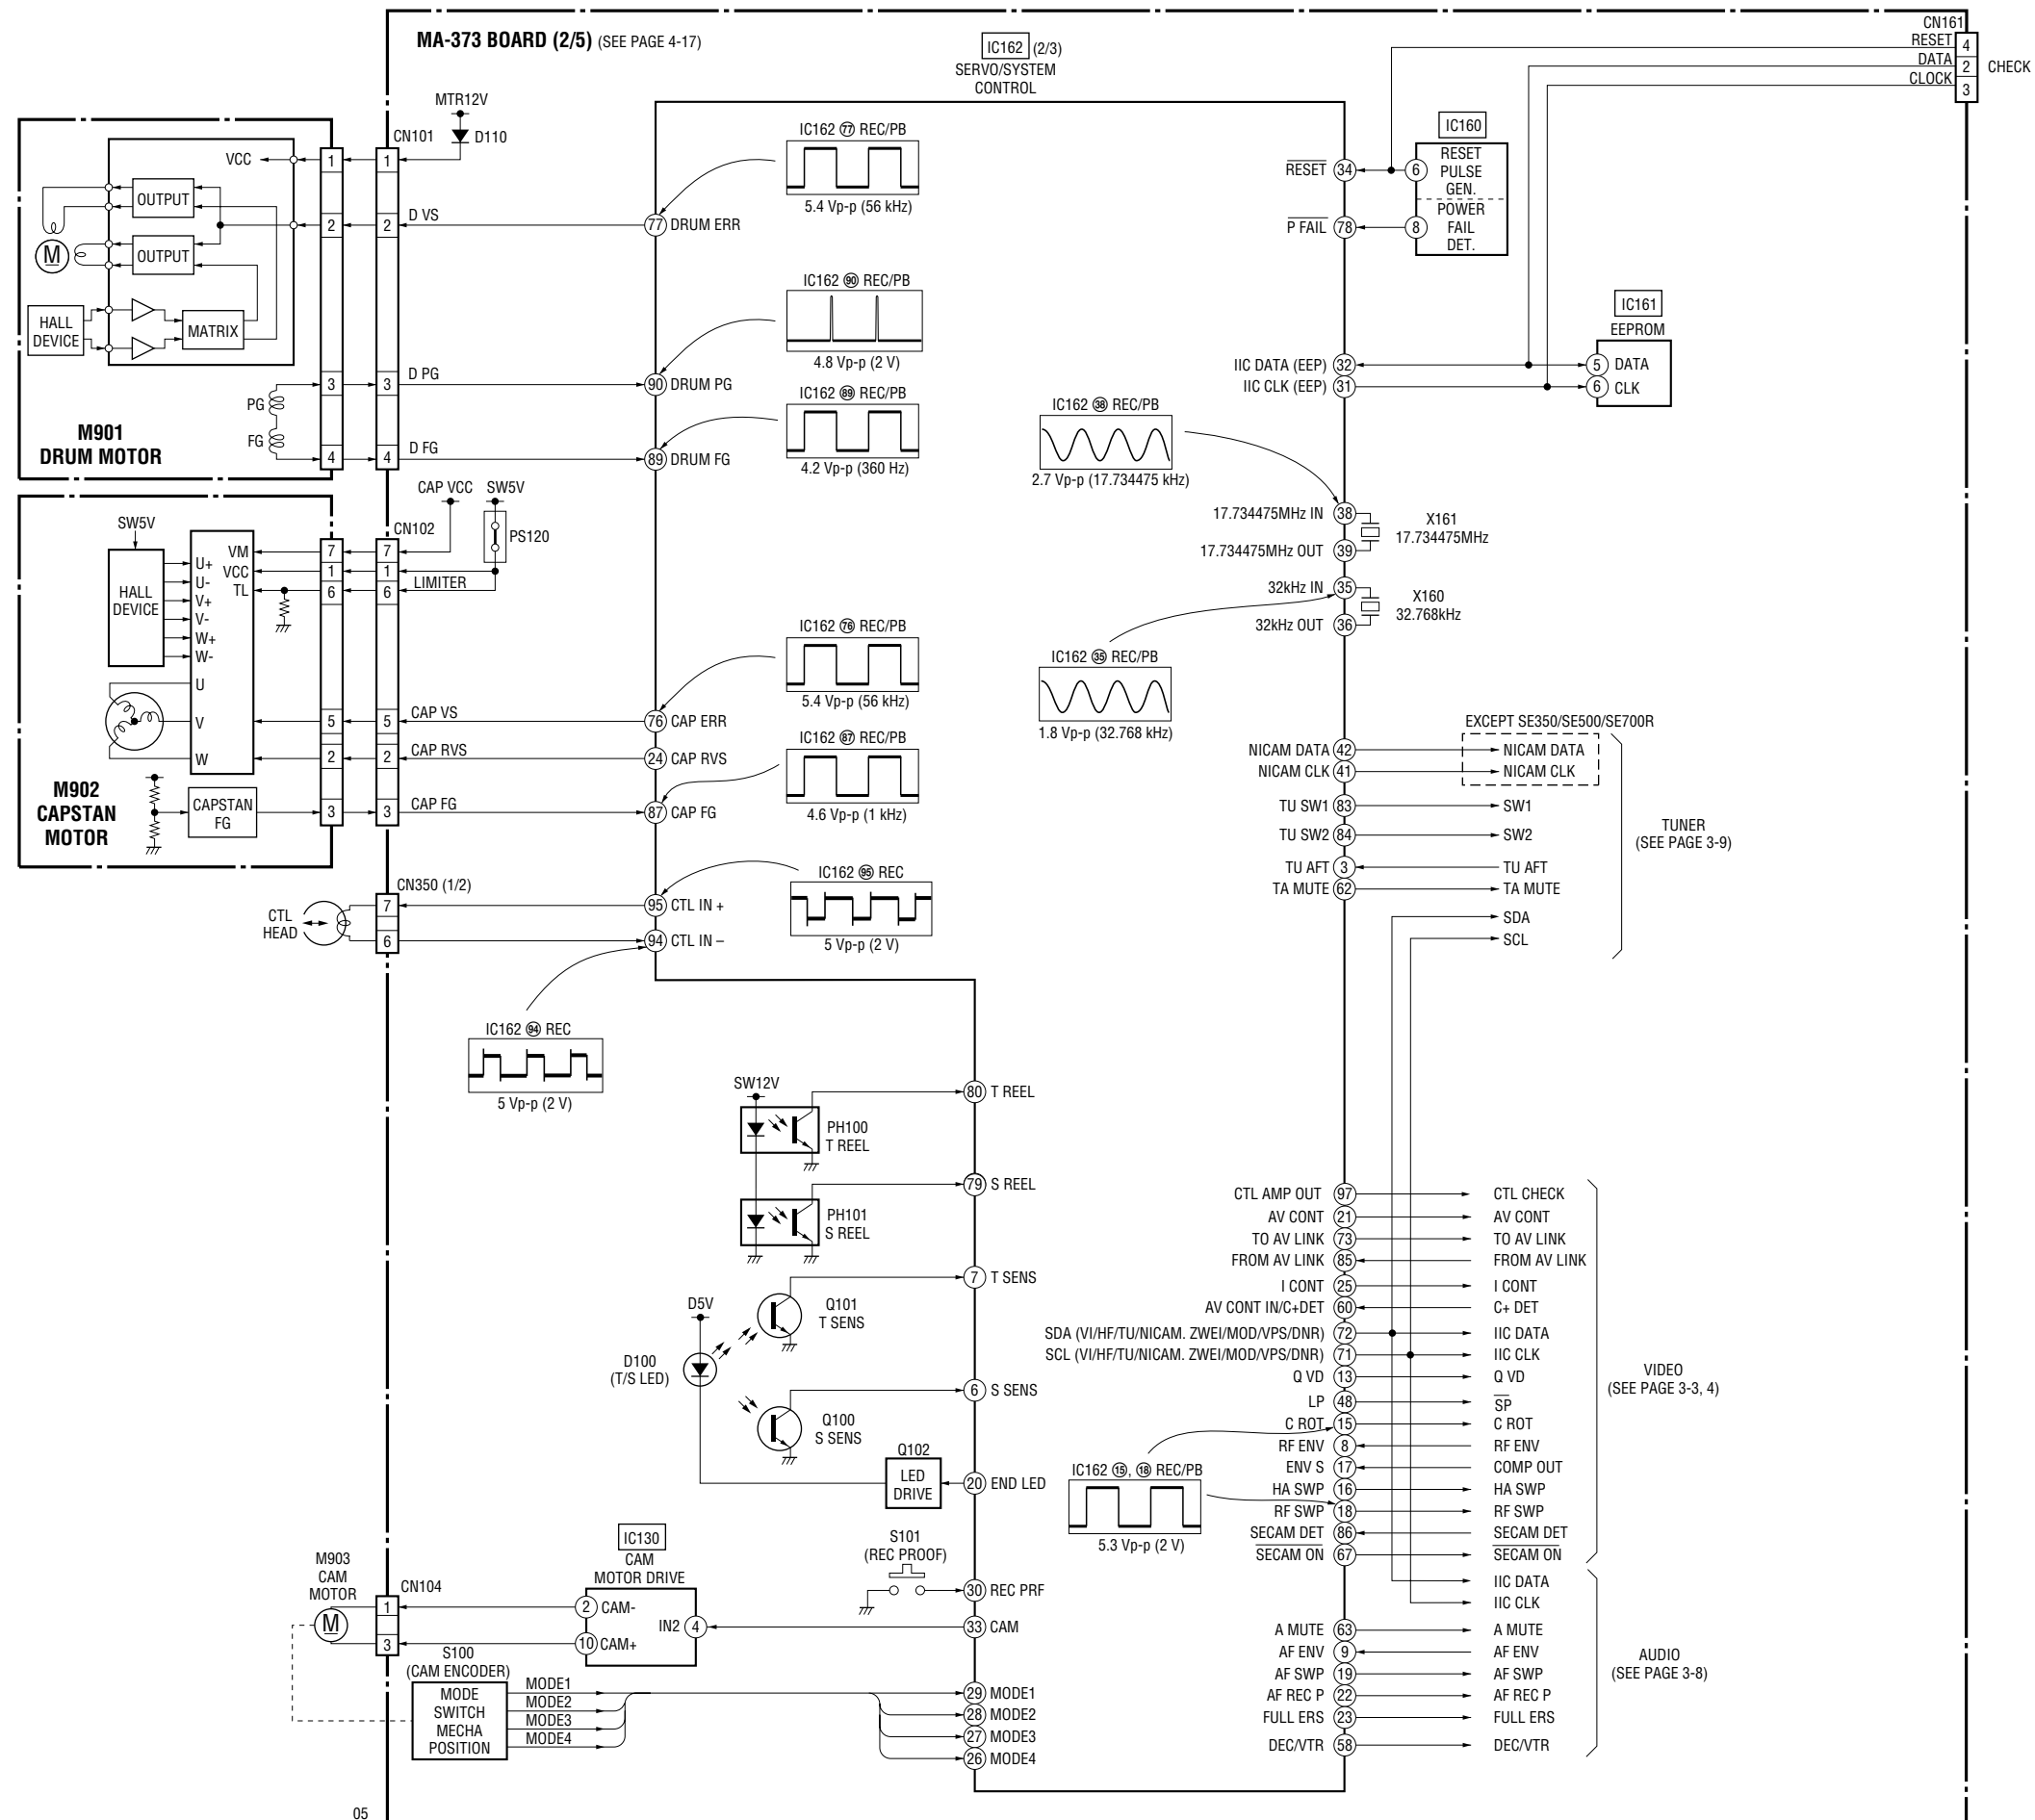 MA-373 BOARD (2/5) (SEE PAGE 4-17)
IC162 (2/3)
SERVO/SYSTEM
CONTROL
CN161
RESET 4
DATA 2
CLOCK 3
CHECK
MTR12V
D110
CN101
VCC 1 1
OUTPUT
OUTPUT
M
HALL
DEVICE
MATRIX
2 2 D VS
77 DRUM ERR
IC162 77 REC/PB
5.4 Vp-p (56 kHz)
IC162 90 REC/PB
4.8 Vp-p (2 V)
PG
FG
3 3 D PG
90 DRUM PG
IC162 89 REC/PB
4.2 Vp-p (360 Hz)
4 4 D FG
89 DRUM FG
M901
DRUM MOTOR
RESET 34
P FAIL 78
IC160
6 RESET
PULSE
GEN.
8 POWER
FAIL
DET.
IC161
EEPROM
IIC DATA (EEP) 32
IIC CLK (EEP) 31
5 DATA
6 CLK
IC162 38 REC/PB
2.7 Vp-p (17.734475 kHz)
17.734475MHz IN 38
17.734475MHz OUT 39
X161
17.734475MHz
32kHz IN 35
32kHz OUT 36
X160
32.768kHz
IC162 35 REC/PB
1.8 Vp-p (32.768 kHz)
CAP VCC SW5V
PS120
CN102
SW5V
HALL
DEVICE
U+
U-
V+
V-
W+
W-
U
V
W
VM 7 7
VCC 1 1
TL 6 6 LIMITER
5 5 CAP VS
76 CAP ERR
IC162 76 REC/PB
5.4 Vp-p (56 kHz)
2 2 CAP RVS
24 CAP RVS
IC162 87 REC/PB
4.6 Vp-p (1 kHz)
CAPSTAN
FG
3 3 CAP FG
87 CAP FG
M902
CAPSTAN
MOTOR
CN350 (1/2)
CTL
HEAD
7
6
95 CTL IN +
94 CTL IN –
IC162 95 REC
5 Vp-p (2 V)
IC162 94 REC
5 Vp-p (2 V)
EXCEPT SE350/SE500/SE700R
NICAM DATA 42 NICAM DATA
NICAM CLK 41 NICAM CLK
TU SW1 83 SW1
TU SW2 84 SW2
TU AFT 3 TU AFT
TA MUTE 62 TA MUTE
SDA
SCL
TUNER
(SEE PAGE 3-9)
SW12V
PH100
T REEL
80 T REEL
PH101
S REEL
79 S REEL
7 T SENS
Q101
T SENS
D5V
D100
(T/S LED)
6 S SENS
Q100
S SENS
Q102
LED
DRIVE
20 END LED
S101
(REC PROOF)
30 REC PRF
IC130
CAM
MOTOR DRIVE
2 CAM-
10 CAM+
IN2 4
33 CAM
M903
CAM
MOTOR
M
CN104
1
3
S100
(CAM ENCODER)
MODE
SWITCH
MECHA
POSITION
MODE1
MODE2
MODE3
MODE4
29 MODE1
28 MODE2
27 MODE3
26 MODE4
CTL AMP OUT 97 CTL CHECK
AV CONT 21 AV CONT
TO AV LINK 73 TO AV LINK
FROM AV LINK 85 FROM AV LINK
I CONT 25 I CONT
AV CONT IN/C+DET 60 C+ DET
SDA (VI/HF/TU/NICAM. ZWEI/MOD/VPS/DNR) 72 IIC DATA
SCL (VI/HF/TU/NICAM. ZWEI/MOD/VPS/DNR) 71 IIC CLK
Q VD 13 Q VD
LP 48 SP
C ROT 15 C ROT
RF ENV 8 RF ENV
ENV S 17 COMP OUT
HA SWP 16 HA SWP
RF SWP 18 RF SWP
SECAM DET 86 SECAM DET
SECAM ON 67 SECAM ON
VIDEO
(SEE PAGE 3-3, 4)
IC162 15, 18 REC/PB
5.3 Vp-p (2 V)
IIC DATA
IIC CLK
A MUTE 63 A MUTE
AF ENV 9 AF ENV
AF SWP 19 AF SWP
AF REC P 22 AF REC P
FULL ERS 23 FULL ERS
DEC/VTR 58 DEC/VTR
AUDIO
(SEE PAGE 3-8)
05